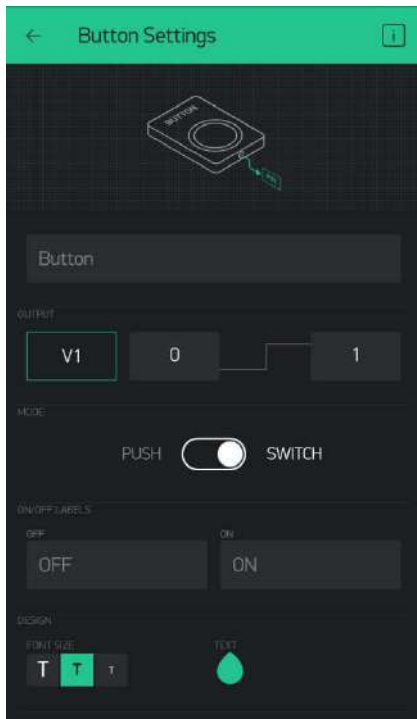 ← Button Settings i
BUTTON
PIN
Button
OUTPUT
V1 0 1
MODE
PUSH SWITCH
ON/OFF LABELS
OFF ON
OFF ON
DESIGN
FONT SIZE TEXT
T T T